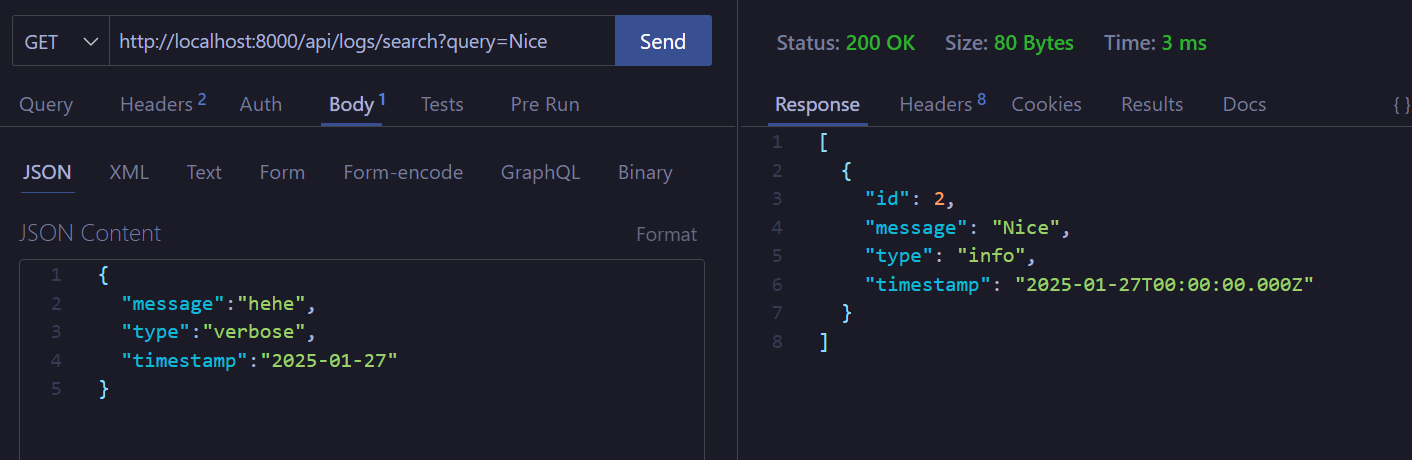 GET http://localhost:8000/api/logs/search?query=Nice Send
Query Headers 2 Auth Body 1 Tests Pre Run
JSON XML Text Form Form-encode GraphQL Binary
JSON Content Format
1 {
2 "message":"hehe",
3 "type":"verbose",
4 "timestamp":"2025-01-27"
5 }
Status: 200 OK Size: 80 Bytes Time: 3 ms
Response Headers 8 Cookies Results Docs { }
1 [
2 {
3 "id": 2,
4 "message": "Nice",
5 "type": "info",
6 "timestamp": "2025-01-27T00:00:00.000Z"
7 }
8 ]